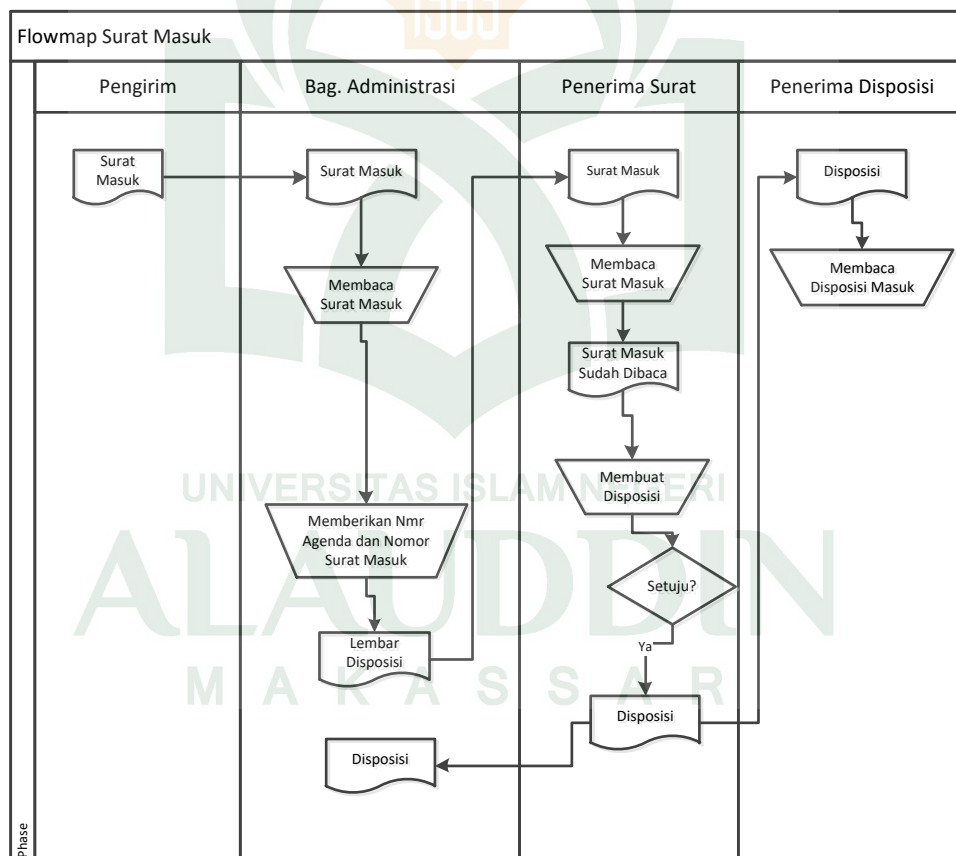 Flowmap Surat Masuk
Pengirim
Bag. Administrasi
Penerima Surat
Penerima Disposisi
Surat
Masuk
Surat Masuk
Surat Masuk
Disposisi
Membaca
Surat Masuk
Membaca
Surat Masuk
Membaca
Disposisi Masuk
Surat Masuk
Sudah Dibaca
Membuat
Disposisi
Memberikan Nmr
Agenda dan Nomor
Surat Masuk
Setuju?
Lembar
Disposisi
Ya
Disposisi
Disposisi
Phase
UNIVERSITAS ISLAM NEGERI
ALAUDDIN
MAKASSAR